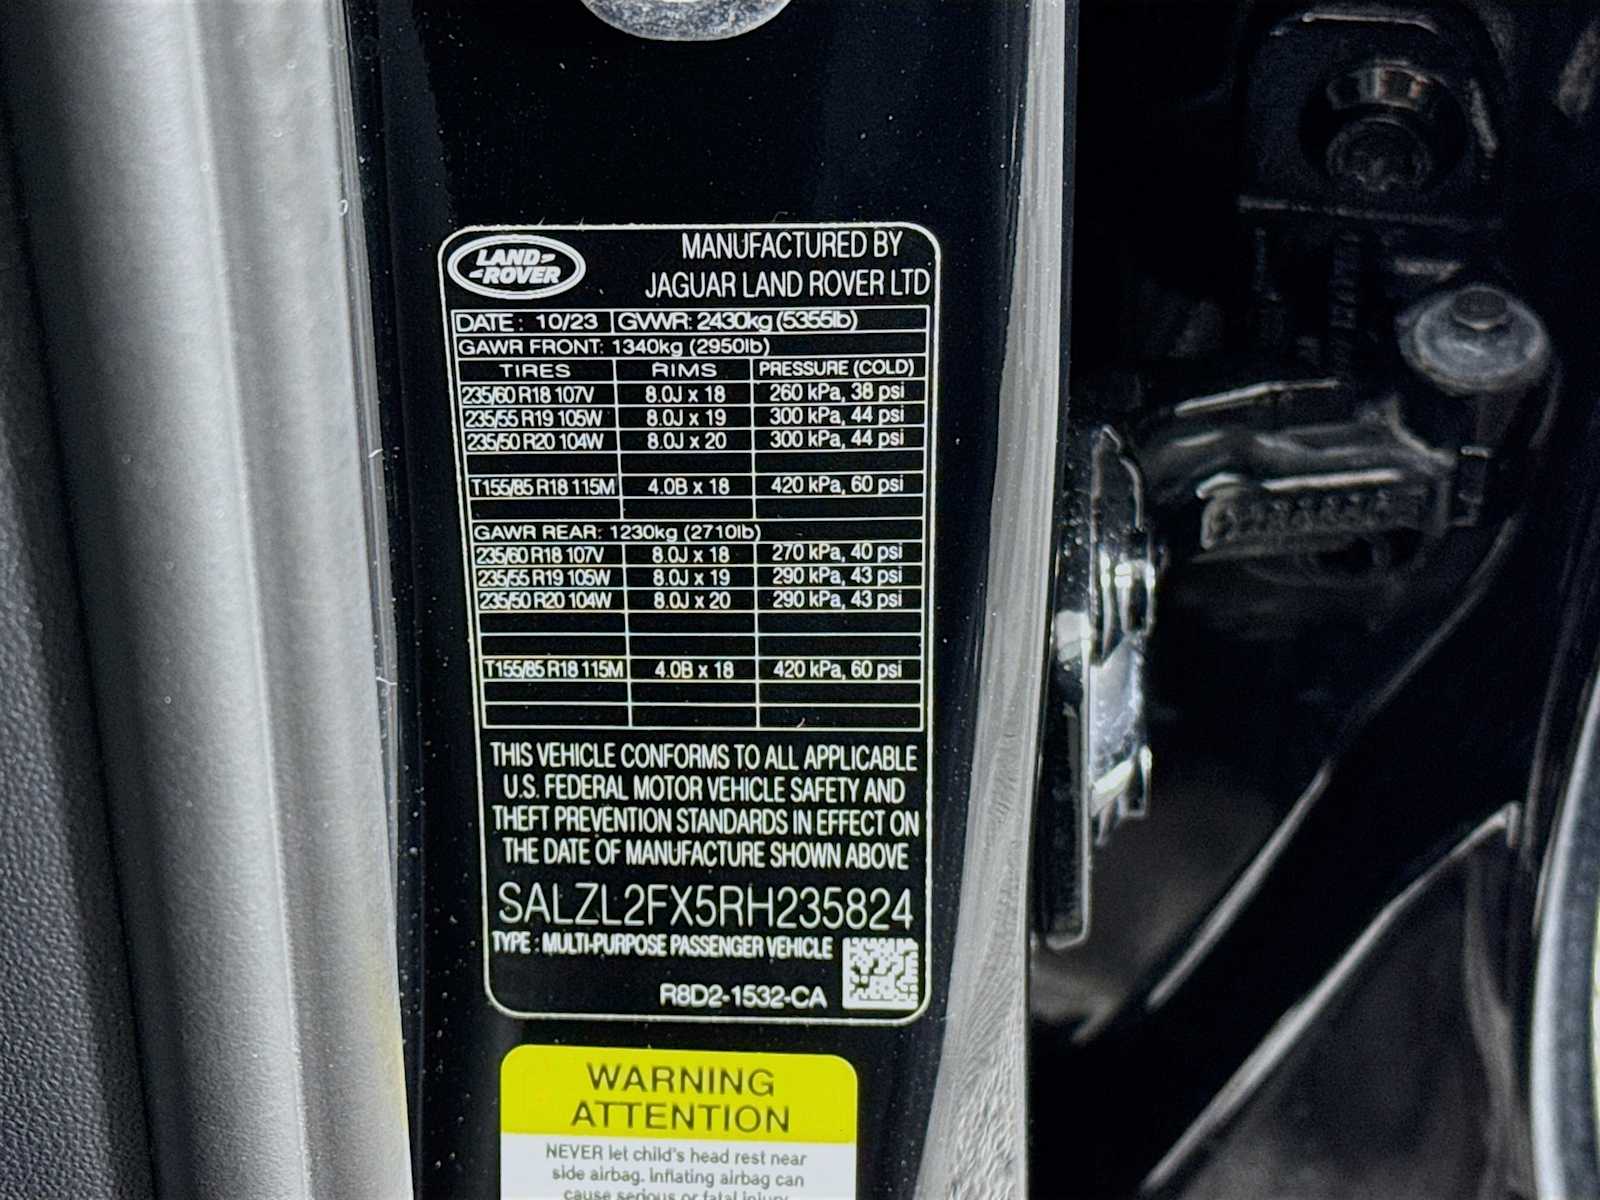 LAND ROVER
MANUFACTURED BY
JAGUAR LAND ROVER LTD
DATE: 10/23 GVWR: 2430kg (5355lb)
GAWR FRONT: 1340kg (2950lb)
TIRES RIMS PRESSURE (COLD)
235/60 R18 107V 8.0J x 18 260 kPa, 38 psi
235/55 R19 105W 8.0J x 19 300 kPa, 44 psi
235/50 R20 104W 8.0J x 20 300 kPa, 44 psi
T155/85 R18 115M 4.0B x 18 420 kPa, 60 psi
GAWR REAR: 1230kg (2710lb)
235/60 R18 107V 8.0J x 18 270 kPa, 40 psi
235/55 R19 105W 8.0J x 19 290 kPa, 43 psi
235/50 R20 104W 8.0J x 20 290 kPa, 43 psi
T155/85 R18 115M 4.0B x 18 420 kPa, 60 psi
THIS VEHICLE CONFORMS TO ALL APPLICABLE
U.S. FEDERAL MOTOR VEHICLE SAFETY AND
THEFT PREVENTION STANDARDS IN EFFECT ON
THE DATE OF MANUFACTURE SHOWN ABOVE
SALZL2FX5RH235824
TYPE : MULTI-PURPOSE PASSENGER VEHICLE
R8D2-1532-CA
WARNING
ATTENTION
NEVER let child's head rest near
side airbag. Inflating airbag can
cause serious or fatal injury.